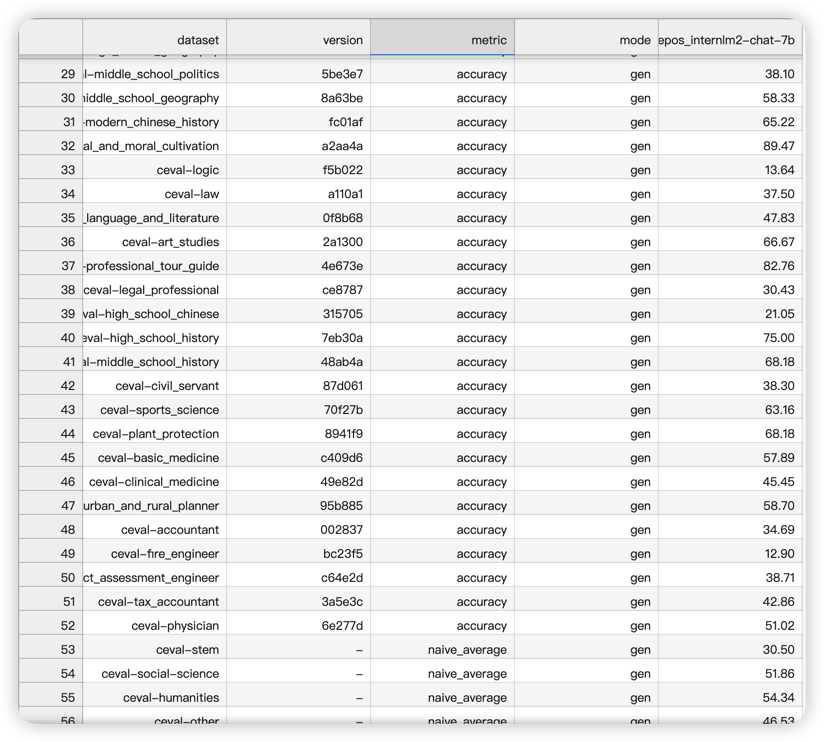 dataset version metric mode epos_internlm2-chat-7b
29 l-middle_school_politics 5be3e7 accuracy gen 38.10
30 niddle_school_geography 8a63be accuracy gen 58.33
31 -modern_chinese_history fc01af accuracy gen 65.22
32 al_and_moral_cultivation a2aa4a accuracy gen 89.47
33 ceval-logic f5b022 accuracy gen 13.64
34 ceval-law a110a1 accuracy gen 37.50
35 _language_and_literature 0f8b68 accuracy gen 47.83
36 ceval-art_studies 2a1300 accuracy gen 66.67
37 -professional_tour_guide 4e673e accuracy gen 82.76
38 ceval-legal_professional ce8787 accuracy gen 30.43
39 val-high_school_chinese 315705 accuracy gen 21.05
40 eval-high_school_history 7eb30a accuracy gen 75.00
41 al-middle_school_history 48ab4a accuracy gen 68.18
42 ceval-civil_servant 87d061 accuracy gen 38.30
43 ceval-sports_science 70f27b accuracy gen 63.16
44 ceval-plant_protection 8941f9 accuracy gen 68.18
45 ceval-basic_medicine c409d6 accuracy gen 57.89
46 ceval-clinical_medicine 49e82d accuracy gen 45.45
47 urban_and_rural_planner 95b885 accuracy gen 58.70
48 ceval-accountant 002837 accuracy gen 34.69
49 ceval-fire_engineer bc23f5 accuracy gen 12.90
50 ct_assessment_engineer c64e2d accuracy gen 38.71
51 ceval-tax_accountant 3a5e3c accuracy gen 42.86
52 ceval-physician 6e277d accuracy gen 51.02
53 ceval-stem - naive_average gen 30.50
54 ceval-social-science - naive_average gen 51.86
55 ceval-humanities - naive_average gen 54.34
56 ceval-other - naive_average gen 46.53